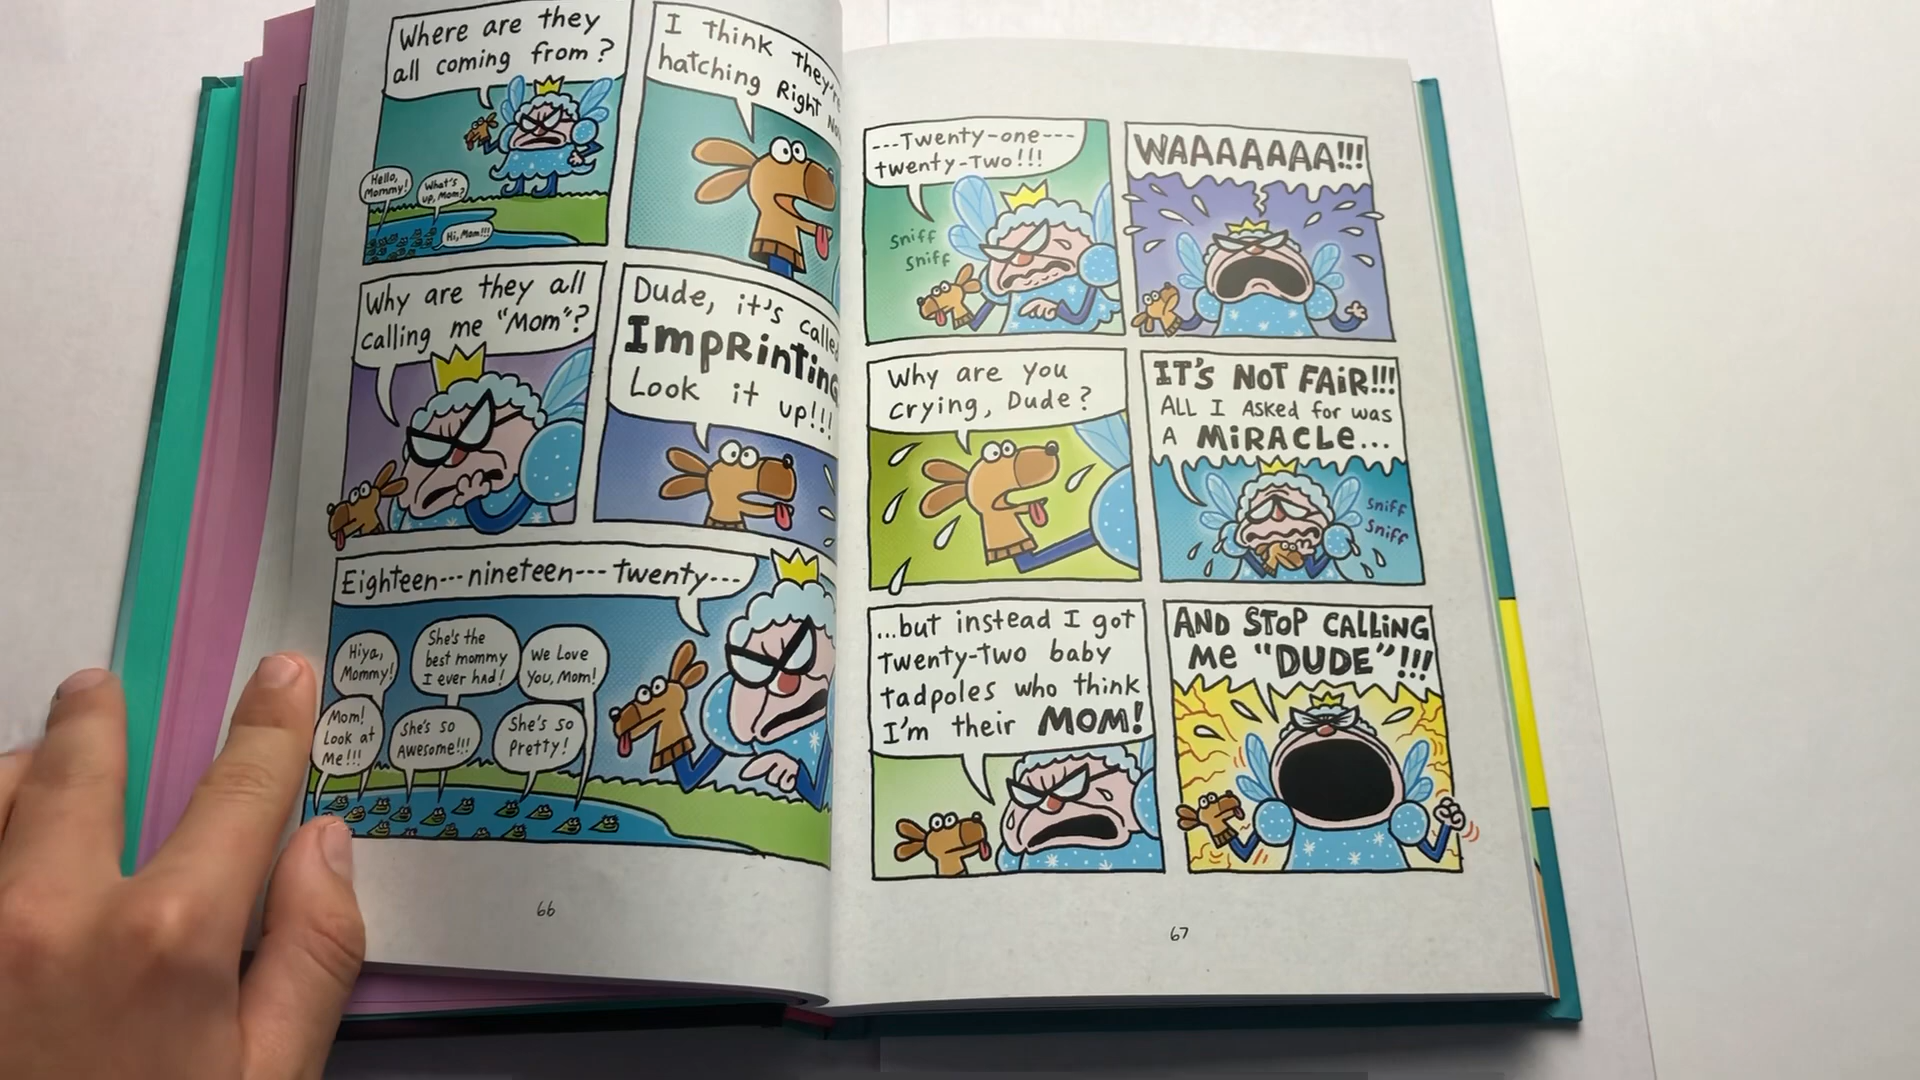 Where are they
all coming from?
Hello,
Mommy!
What's
up, Mom?
Hi, Mom!!!
I think they're
hatching Right Now
Why are they all
calling me "Mom"?
Dude, it's called
ImpRinting
Look it up!!!
Eighteen---nineteen---twenty---
Hiya,
Mommy!
She's the
best mommy
I ever had!
We Love
You, Mom!
Mom!
Look at
Me!!!
She's so
Awesome!!!
She's so
Pretty!
66
---Twenty-one---
twenty-Two!!!
Sniff
Sniff
WAAAAAAA!!!
Why are you
crying, Dude?
IT'S NOT FAiR!!!
ALL I ASked for was
A MiRACLe...
Sniff
Sniff
...but instead I got
twenty-two baby
tadpoles who think
I'm their MOM!
AND STOP CALLiNG
Me "DUDE"!!!
67